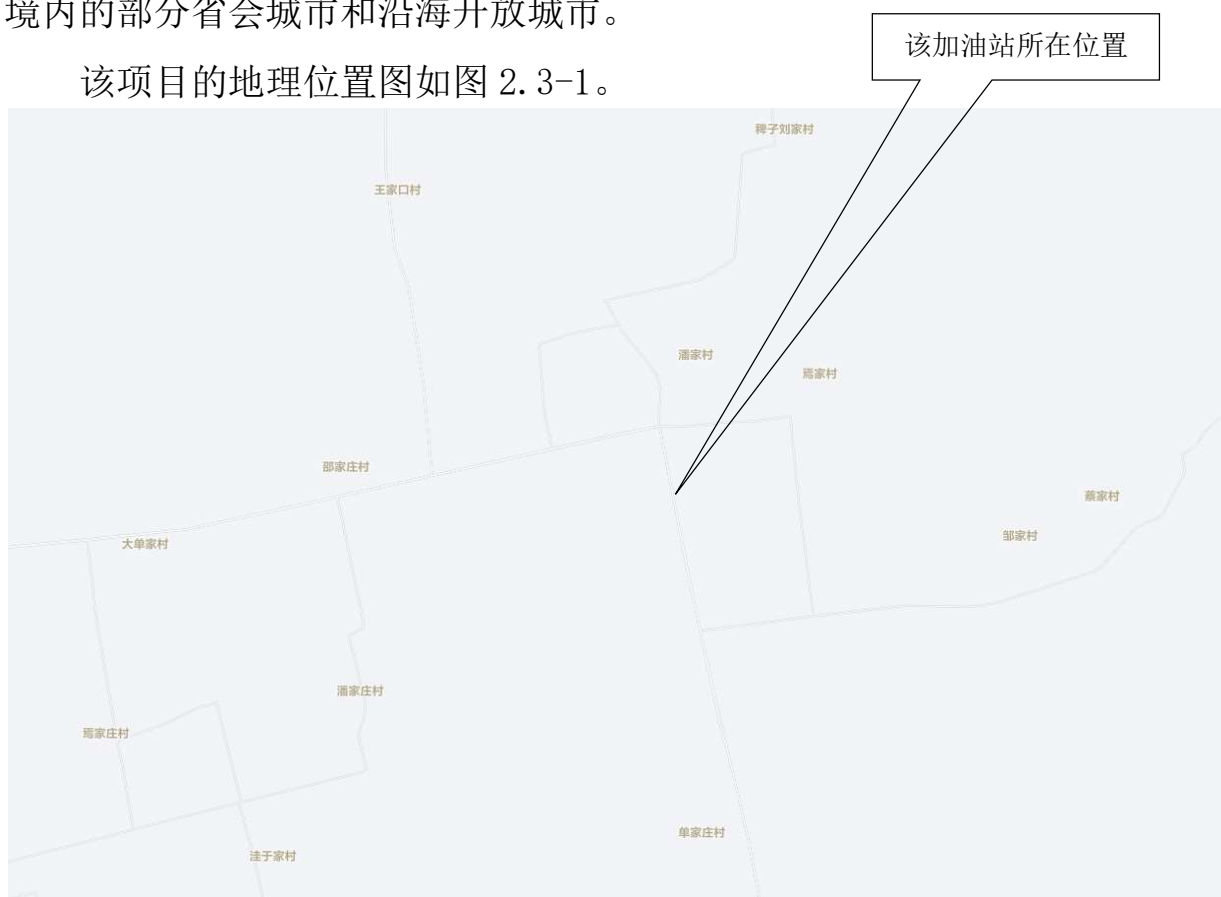 境内的部分省会城市和沿海开放城市。
该加油站所在位置
该项目的地理位置图如图 2.3-1。
稗子刘家村
王家口村
潘家村
焉家村
邵家庄村
蔡家村
邹家村
大单家村
潘家庄村
焉家庄村
单家庄村
洼于家村